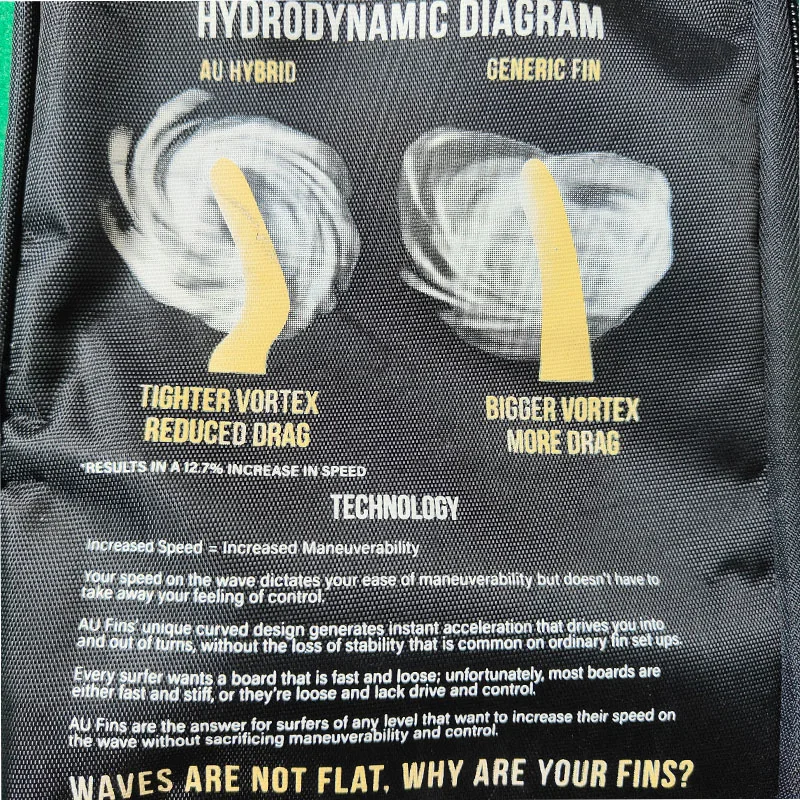 HYDRODYNAMIC DIAGRAM
AU HYBRID GENERIC FIN
TIGHTER VORTEX BIGGER VORTEX
REDUCED DRAG MORE DRAG
*RESULTS IN A 12.7% INCREASE IN SPEED
TECHNOLOGY
Increased Speed = Increased Maneuverability
Your speed on the wave dictates your ease of maneuverability but doesn't have to
take away your feeling of control.
AU Fins' unique curved design generates instant acceleration that drives you into
and out of turns, without the loss of stability that is common on ordinary fin set ups.
Every surfer wants a board that is fast and loose; unfortunately, most boards are
either fast and stiff, or they're loose and lack drive and control.
AU Fins are the answer for surfers of any level that want to increase their speed on
the wave without sacrificing maneuverability and control.
WAVES ARE NOT FLAT, WHY ARE YOUR FINS?